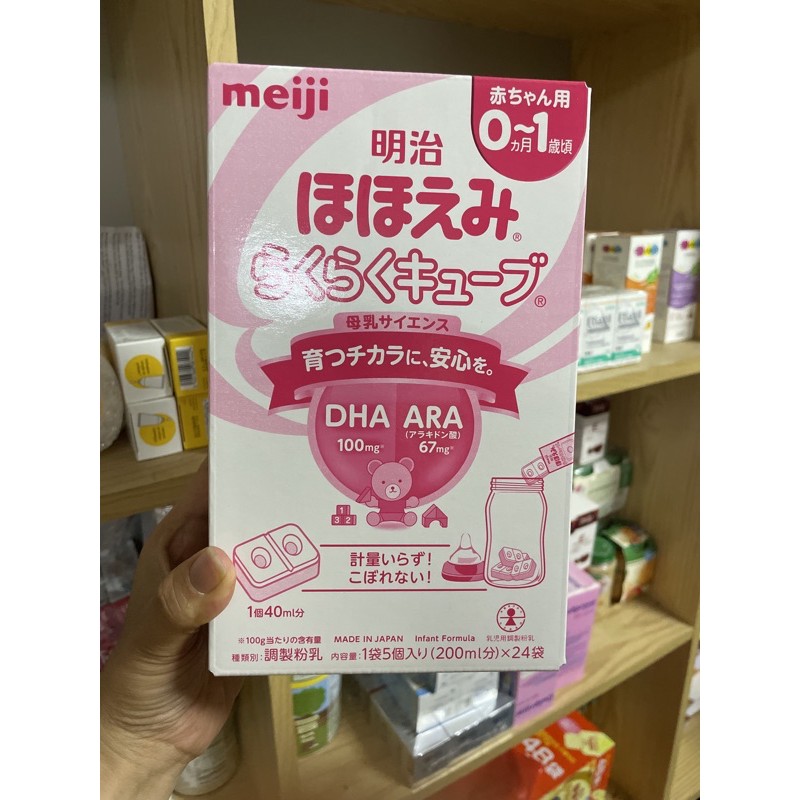 meiji
赤ちゃん用
0ヵ月~1歳頃
明治
ほほえみ®
らくらくキューブ®
母乳サイエンス
育つチカラに、安心を。
DHA ARA
(アラキドン酸)
100mg※ 67mg※
1
3 2
計量いらず!
こぼれない!
1個40ml分
※100g当たりの含有量 MADE IN JAPAN Infant Formula 乳児用調製粉乳
種類別:調製粉乳 内容量:1袋5個入り(200ml分)×24袋
48袋